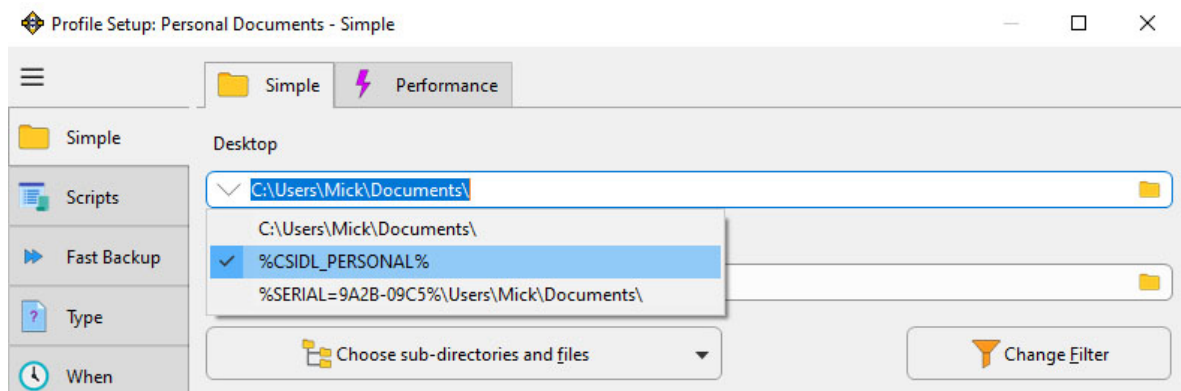 Profile Setup: Personal Documents - Simple
Simple
Performance
Simple
Desktop
Scripts
C:\Users\Mick\Documents\
C:\Users\Mick\Documents\
Fast Backup
%CSIDL_PERSONAL%
%SERIAL=9A2B-09C5%\Users\Mick\Documents\
Type
Choose sub-directories and files
Change Filter
When